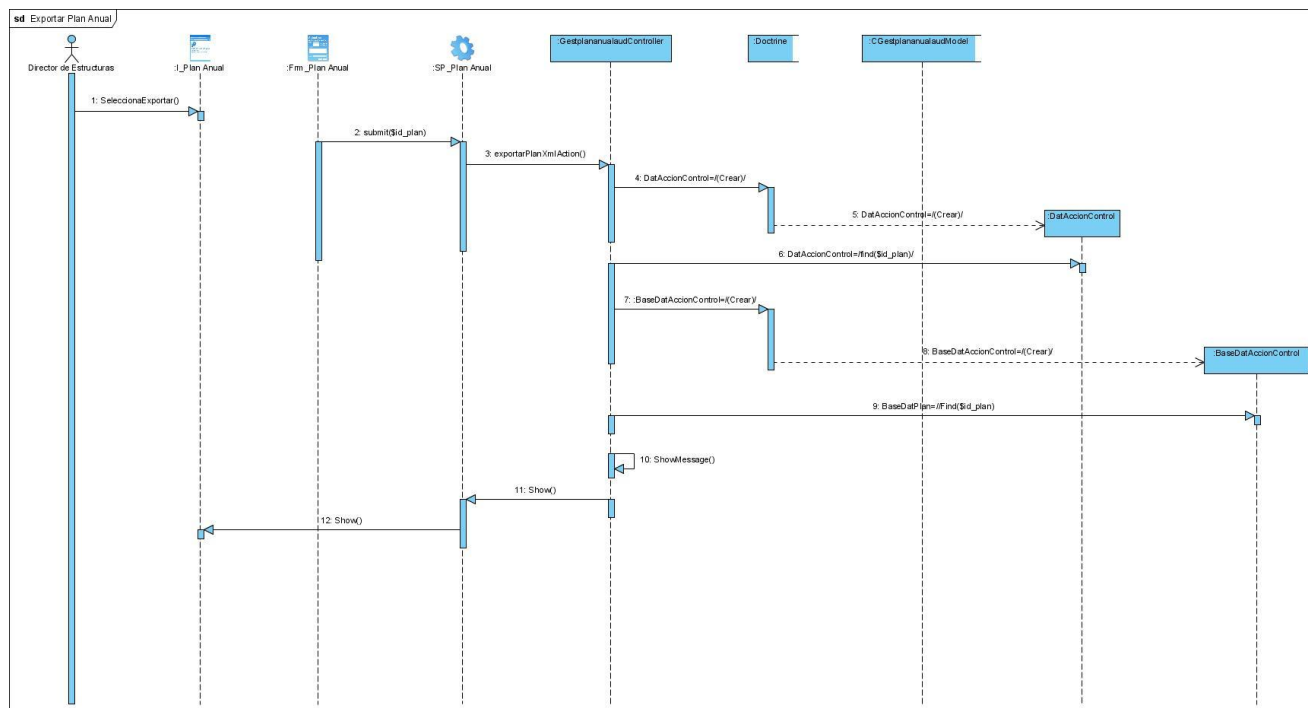 sd Exportar Plan Anual
Director de Estructuras
:I_Plan Anual
:Frm_Plan Anual
:SP_Plan Anual
:GestplananualaudController
:Doctrine
:CGestplananualaudModel
1: SeleccionaExportar()
2: submit($id_plan)
3: exportarPlanXmlAction()
4: DatAccionControl=/(Crear)/
5: DatAccionControl=/(Crear)/
:DatAccionControl
6: DatAccionControl=/find($id_plan)/
7: :BaseDatAccionControl=/(Crear)/
8: BaseDatAccionControl=/(Crear)/
:BaseDatAccionControl
9: BaseDatPlan=//Find($id_plan)
10: ShowMessage()
11: Show()
12: Show()